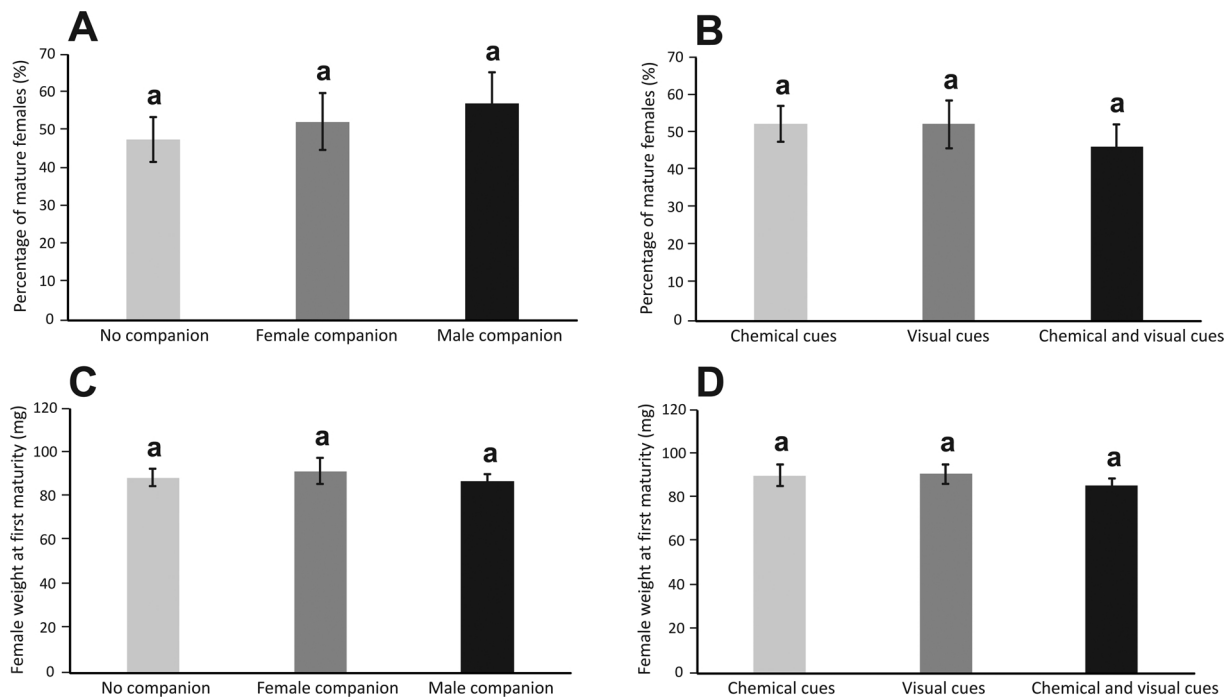 A
Percentage of mature females (%)
70
60
50
40
30
20
10
0
a
a
a
No companion
Female companion
Male companion
B
Percentage of mature females (%)
70
60
50
40
30
20
10
0
a
a
a
Chemical cues
Visual cues
Chemical and visual cues
C
Female weight at first maturity (mg)
120
100
80
60
40
20
0
a
a
a
No companion
Female companion
Male companion
D
Female weight at first maturity (mg)
120
100
80
60
40
20
0
a
a
a
Chemical cues
Visual cues
Chemical and visual cues